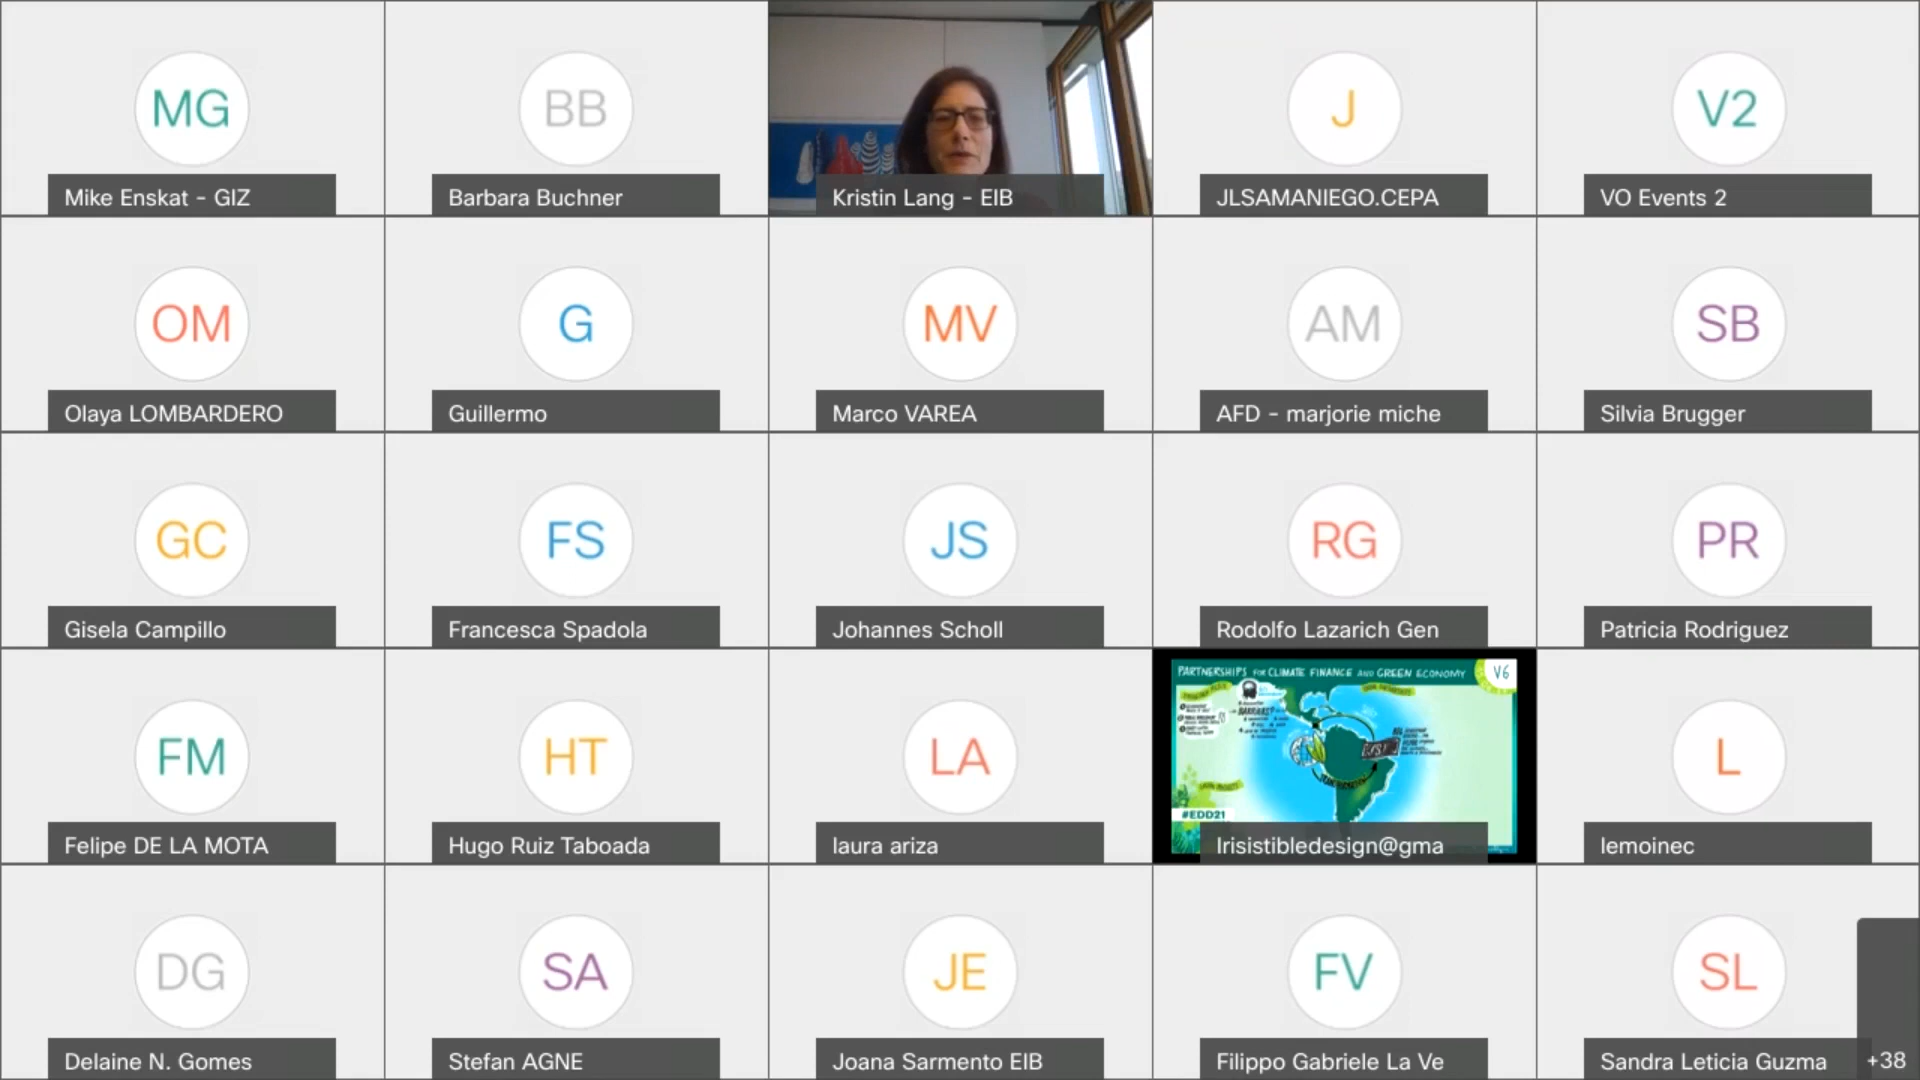 MG
BB
J
V2
Mike Enskat - GIZ
Barbara Buchner
Kristin Lang - EIB
JLSAMANIEGO.CEPA
VO Events 2
OM
G
MV
AM
SB
Olaya LOMBARDERO
Guillermo
Marco VAREA
AFD - marjorie miche
Silvia Brugger
GC
FS
JS
RG
PR
Gisela Campillo
Francesca Spadola
Johannes Scholl
Rodolfo Lazarich Gen
Patricia Rodriguez
PARTNERSHIPS FOR CLIMATE FINANCE AND GREEN ECONOMY
V6
FM
HT
LA
L
#EDD21
Felipe DE LA MOTA
Hugo Ruiz Taboada
laura ariza
Irisistibledesign@gma
lemoinec
DG
SA
JE
FV
SL
Delaine N. Gomes
Stefan AGNE
Joana Sarmento EIB
Filippo Gabriele La Ve
Sandra Leticia Guzma
+38